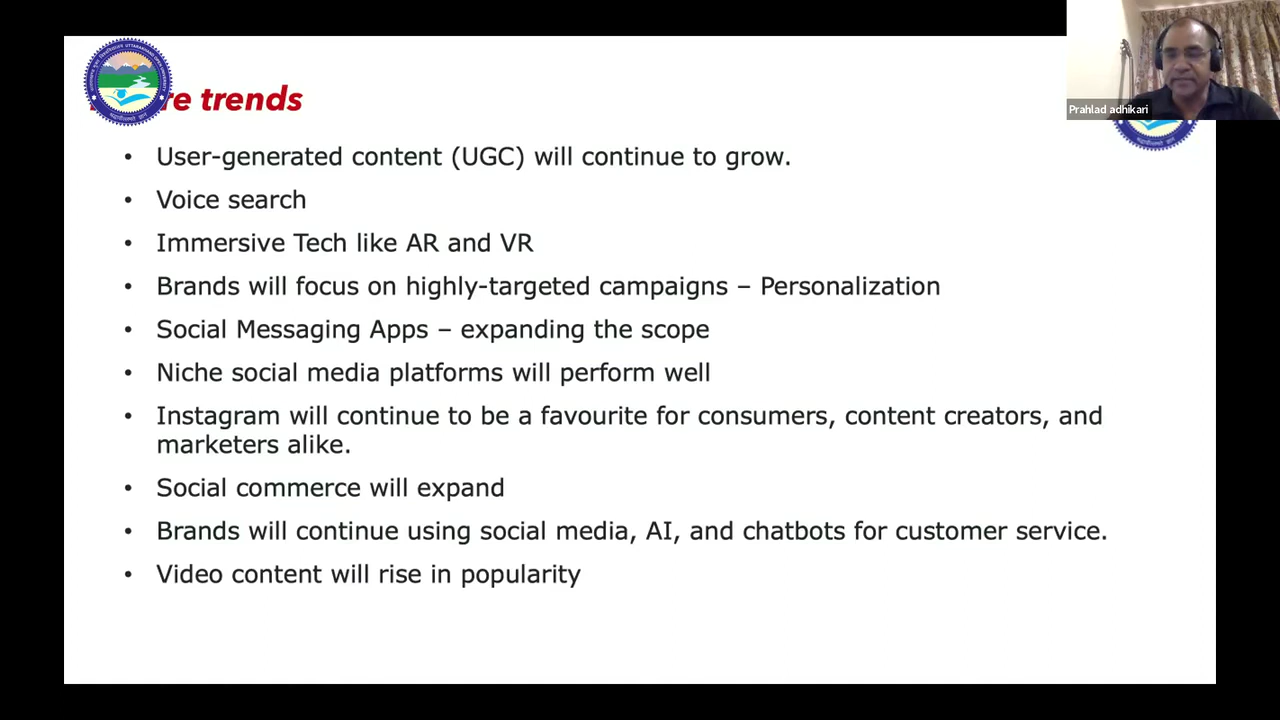 trends
Prahlad adhikari
• User-generated content (UGC) will continue to grow.
• Voice search
• Immersive Tech like AR and VR
• Brands will focus on highly-targeted campaigns – Personalization
• Social Messaging Apps – expanding the scope
• Niche social media platforms will perform well
• Instagram will continue to be a favourite for consumers, content creators, and
marketers alike.
• Social commerce will expand
• Brands will continue using social media, AI, and chatbots for customer service.
• Video content will rise in popularity